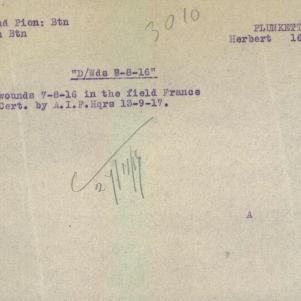 nd Pion: Btn
n Btn
3010
PLUNKETT
Herbert 16
"D/Wds 8-8-16"
wounds 7-8-16 in the field France
Cert. by A.I.F.Hqrs 13-9-17.
A